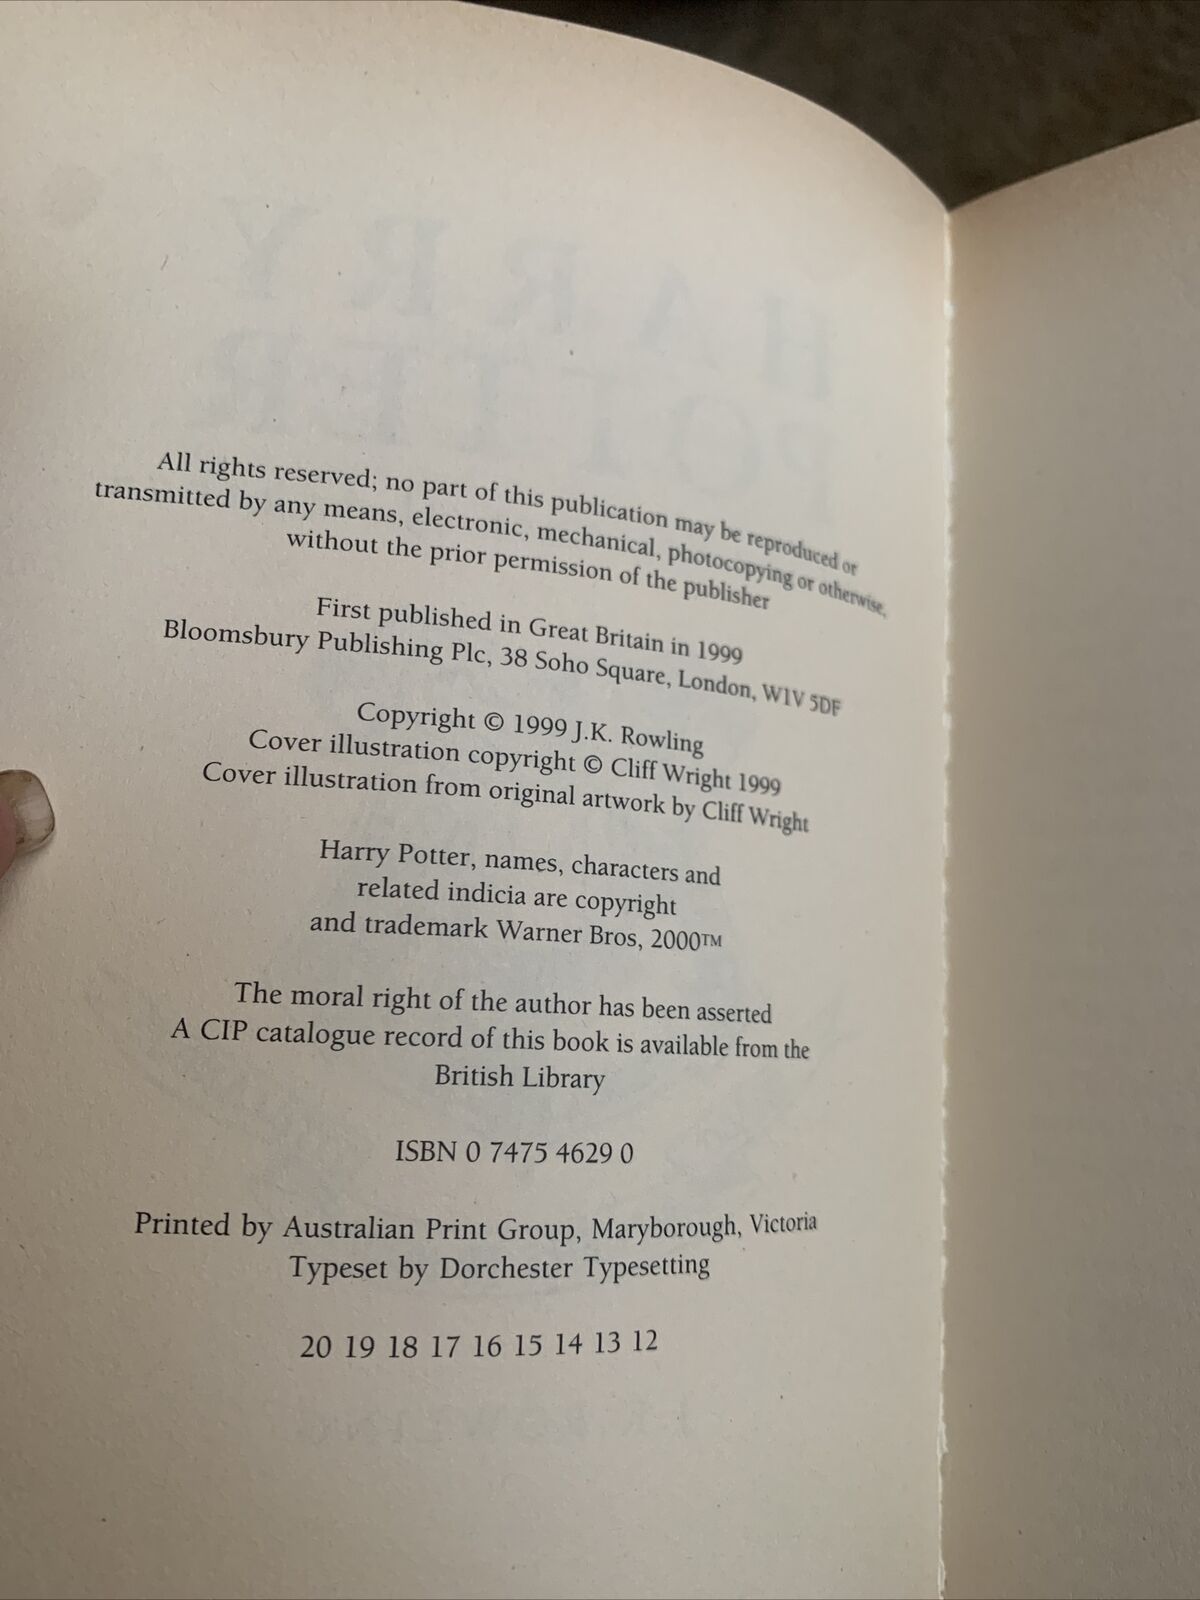 All rights reserved; no part of this publication may be reproduced or
transmitted by any means, electronic, mechanical, photocopying or otherwise,
without the prior permission of the publisher
First published in Great Britain in 1999
Bloomsbury Publishing Plc, 38 Soho Square, London, W1V 5DF
Copyright © 1999 J.K. Rowling
Cover illustration copyright © Cliff Wright 1999
Cover illustration from original artwork by Cliff Wright
Harry Potter, names, characters and
related indicia are copyright
and trademark Warner Bros, 2000™
The moral right of the author has been asserted
A CIP catalogue record of this book is available from the
British Library
ISBN 0 7475 4629 0
Printed by Australian Print Group, Maryborough, Victoria
Typeset by Dorchester Typesetting
20 19 18 17 16 15 14 13 12